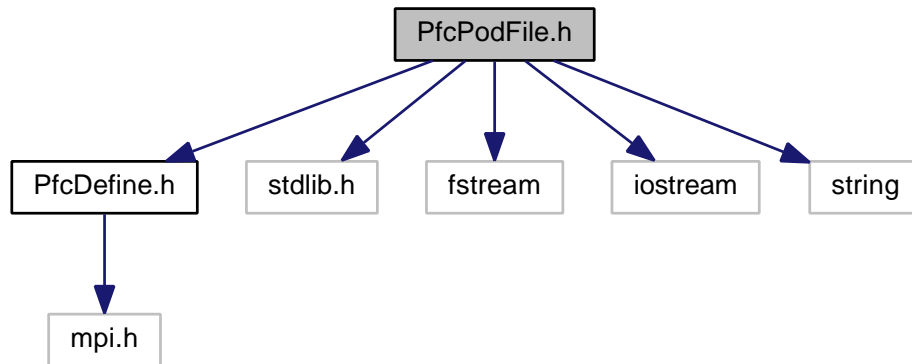 PfcPodFile.h
PfcDefine.h
stdlib.h
fstream
iostream
string
mpi.h